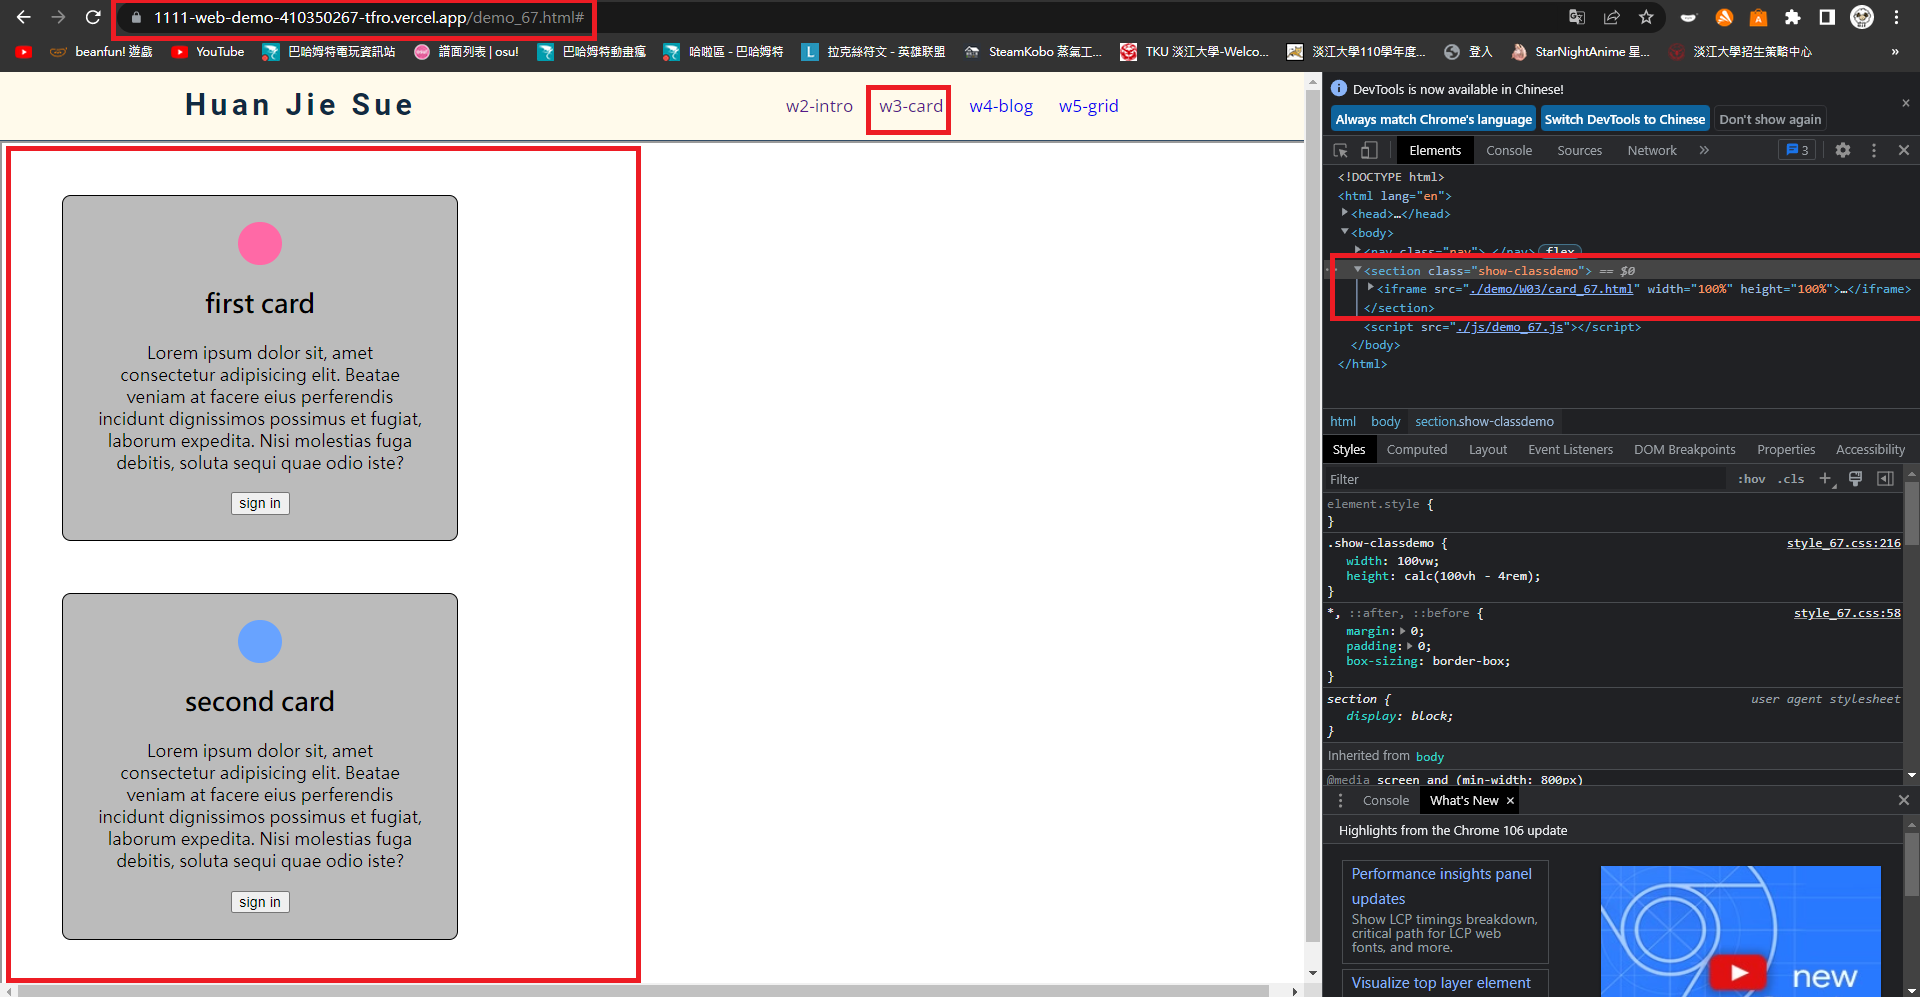 1111-web-demo-410350267-tfro.vercel.app/demo_67.html#
beanfun! 遊戲 YouTube 巴哈姆特電玩資訊站 譜面列表 | osu! 巴哈姆特動畫瘋 哈啦區 - 巴哈姆特 L 拉克絲符文 - 英雄联盟 SteamKobo 蒸氣工... TKU 淡江大學-Welco... 淡江大學110學年度... 登入 StarNightAnime 星... 淡江大學招生策略中心 »
Huan Jie Sue
w2-intro w3-card w4-blog w5-grid
first card
Lorem ipsum dolor sit, amet
consectetur adipisicing elit. Beatae
veniam at facere eius perferendis
incidunt dignissimos possimus et fugiat,
laborum expedita. Nisi molestias fuga
debitis, soluta sequi quae odio iste?
sign in
second card
Lorem ipsum dolor sit, amet
consectetur adipisicing elit. Beatae
veniam at facere eius perferendis
incidunt dignissimos possimus et fugiat,
laborum expedita. Nisi molestias fuga
debitis, soluta sequi quae odio iste?
sign in
DevTools is now available in Chinese!
Always match Chrome's language Switch DevTools to Chinese Don't show again
Elements Console Sources Network » 3
<!DOCTYPE html>
<html lang="en">
<head>…</head>
<body>
<nav class="nav"> </nav> flex
<section class="show-classdemo"> == $0
<iframe src="./demo/W03/card_67.html" width="100%" height="100%">…</iframe>
</section>
<script src="./js/demo_67.js"></script>
</body>
</html>
html body section.show-classdemo
Styles Computed Layout Event Listeners DOM Breakpoints Properties Accessibility
Filter :hov .cls +
element.style {
}
.show-classdemo { style_67.css:216
width: 100vw;
height: calc(100vh - 4rem);
}
*, ::after, ::before { style_67.css:58
margin: 0;
padding: 0;
box-sizing: border-box;
}
section { user agent stylesheet
display: block;
}
Inherited from body
@media screen and (min-width: 800px)
Console What's New ×
Highlights from the Chrome 106 update
Performance insights panel
updates
Show LCP timings breakdown,
critical path for LCP web
fonts, and more.
Visualize top layer element
new